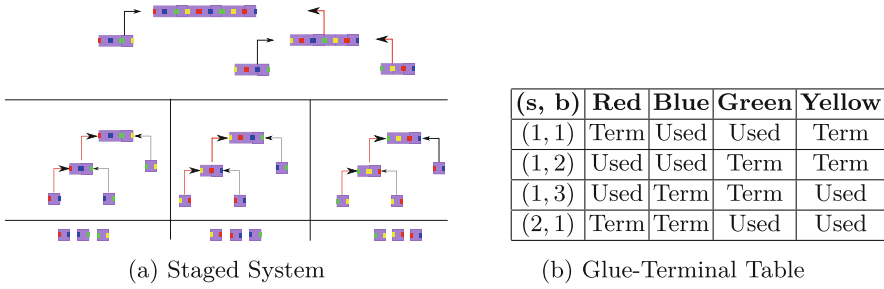 (s, b) Red Blue Green Yellow
(1, 1) Term Used Used Term
(1, 2) Used Used Term Term
(1, 3) Used Term Term Used
(2, 1) Term Term Used Used
(a) Staged System
(b) Glue-Terminal Table